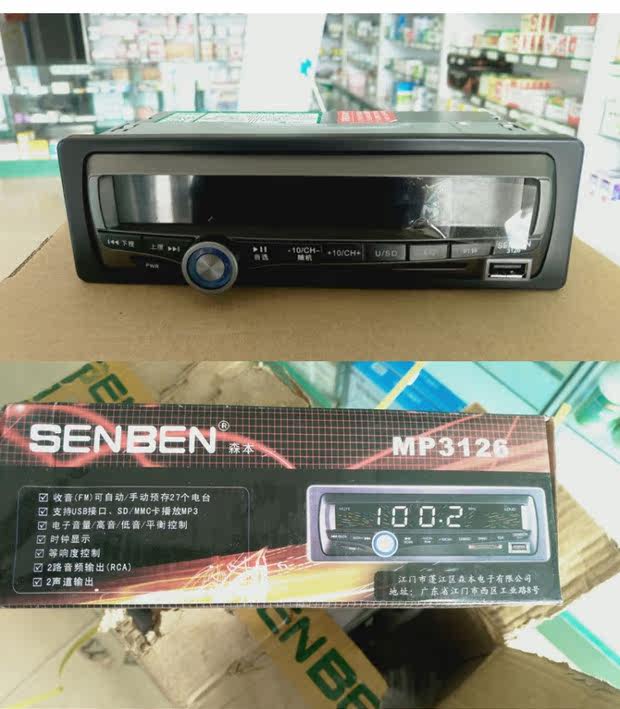 下搜
上搜
PWR
自选
-10/CH-
随机
+10/CH+
U/SD
SENBEN
3126
SENBEN®
森本
MP3126
☑ 收音(FM)可自动/手动预存27个电台
☑ 支持USB接口、SD/MMC卡播放MP3
☑ 电子音量/高音/低音/平衡控制
☑ 时钟显示
☑ 等响度控制
☑ 2路音频输出(RCA)
☑ 2声道输出
100.2
江门市蓬江区森本电子有限公司
地址: 广东省江门市西区工业路8号
ENBE